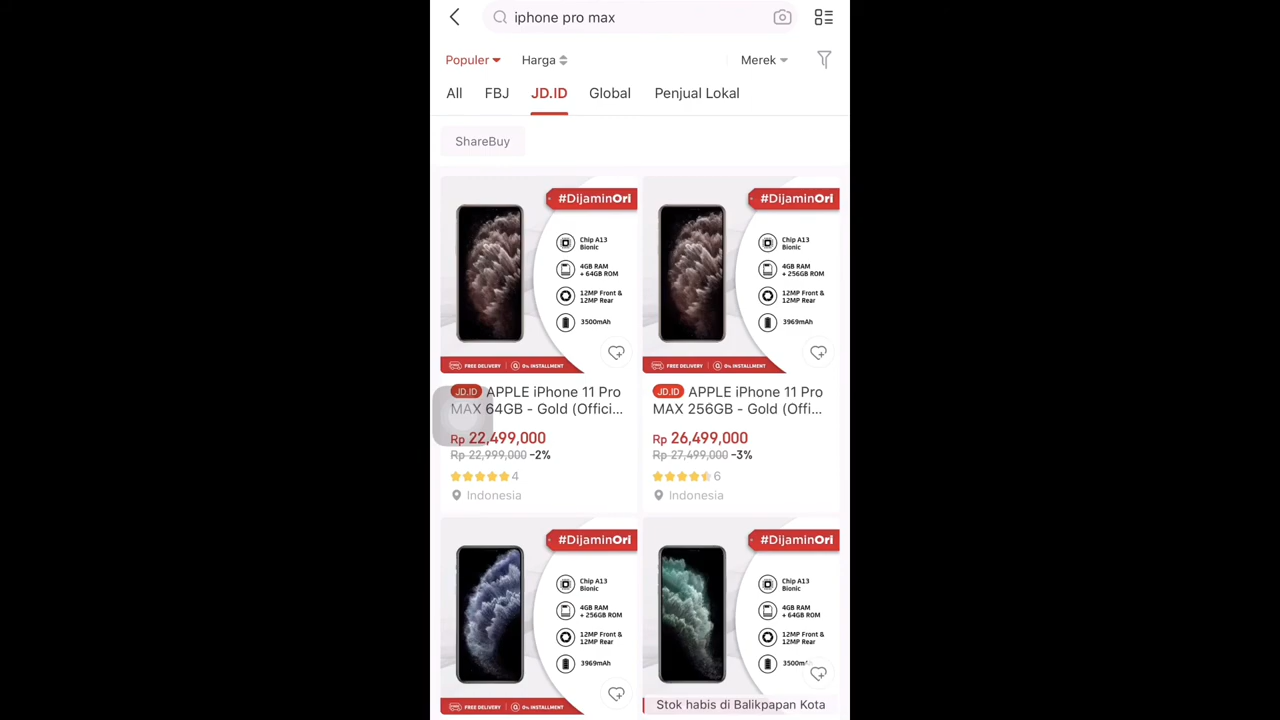 iphone pro max
Populer
Harga
Merek
All
FBJ
JD.ID
Global
Penjual Lokal
ShareBuy
#DijaminOri
Chip A13
Bionic
4GB RAM
+ 64GB ROM
12MP Front &
12MP Rear
3500mAh
FREE DELIVERY
0% INSTALLMENT
JD.ID APPLE iPhone 11 Pro
MAX 64GB - Gold (Offici...
Rp 22,499,000
Rp 22,999,000 -2%
4
Indonesia
#DijaminOri
Chip A13
Bionic
4GB RAM
+ 256GB ROM
12MP Front &
12MP Rear
3969mAh
FREE DELIVERY
0% INSTALLMENT
JD.ID APPLE iPhone 11 Pro
MAX 256GB - Gold (Offi...
Rp 26,499,000
Rp 27,499,000 -3%
6
Indonesia
#DijaminOri
Chip A13
Bionic
4GB RAM
+ 256GB ROM
12MP Front &
12MP Rear
3969mAh
FREE DELIVERY
0% INSTALLMENT
#DijaminOri
Chip A13
Bionic
4GB RAM
+ 64GB ROM
12MP Front &
12MP Rear
3500mAh
Stok habis di Balikpapan Kota